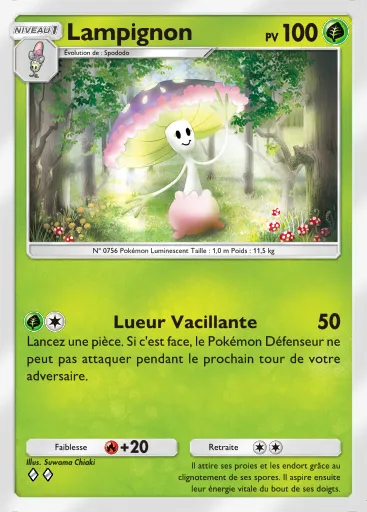 NIVEAU 1
Lampignon
PV 100
Évolution de : Spododo
N° 0756 Pokémon Luminescent Taille : 1,0 m Poids : 11,5 kg
Lueur Vacillante 50
Lancez une pièce. Si c'est face, le Pokémon Défenseur ne
peut pas attaquer pendant le prochain tour de votre
adversaire.
Faiblesse +20
Retraite
Illus. Suwama Chiaki
Il attire ses proies et les endort grâce au
clignotement de ses spores. Il aspire ensuite
leur énergie vitale du bout de ses doigts.